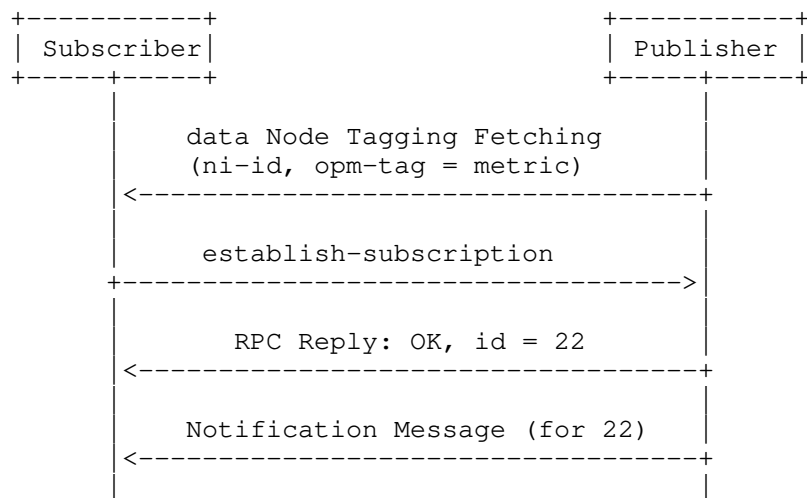 Subscriber
Publisher
data Node Tagging Fetching
(ni-id, opm-tag = metric)
establish-subscription
RPC Reply: OK, id = 22
Notification Message (for 22)